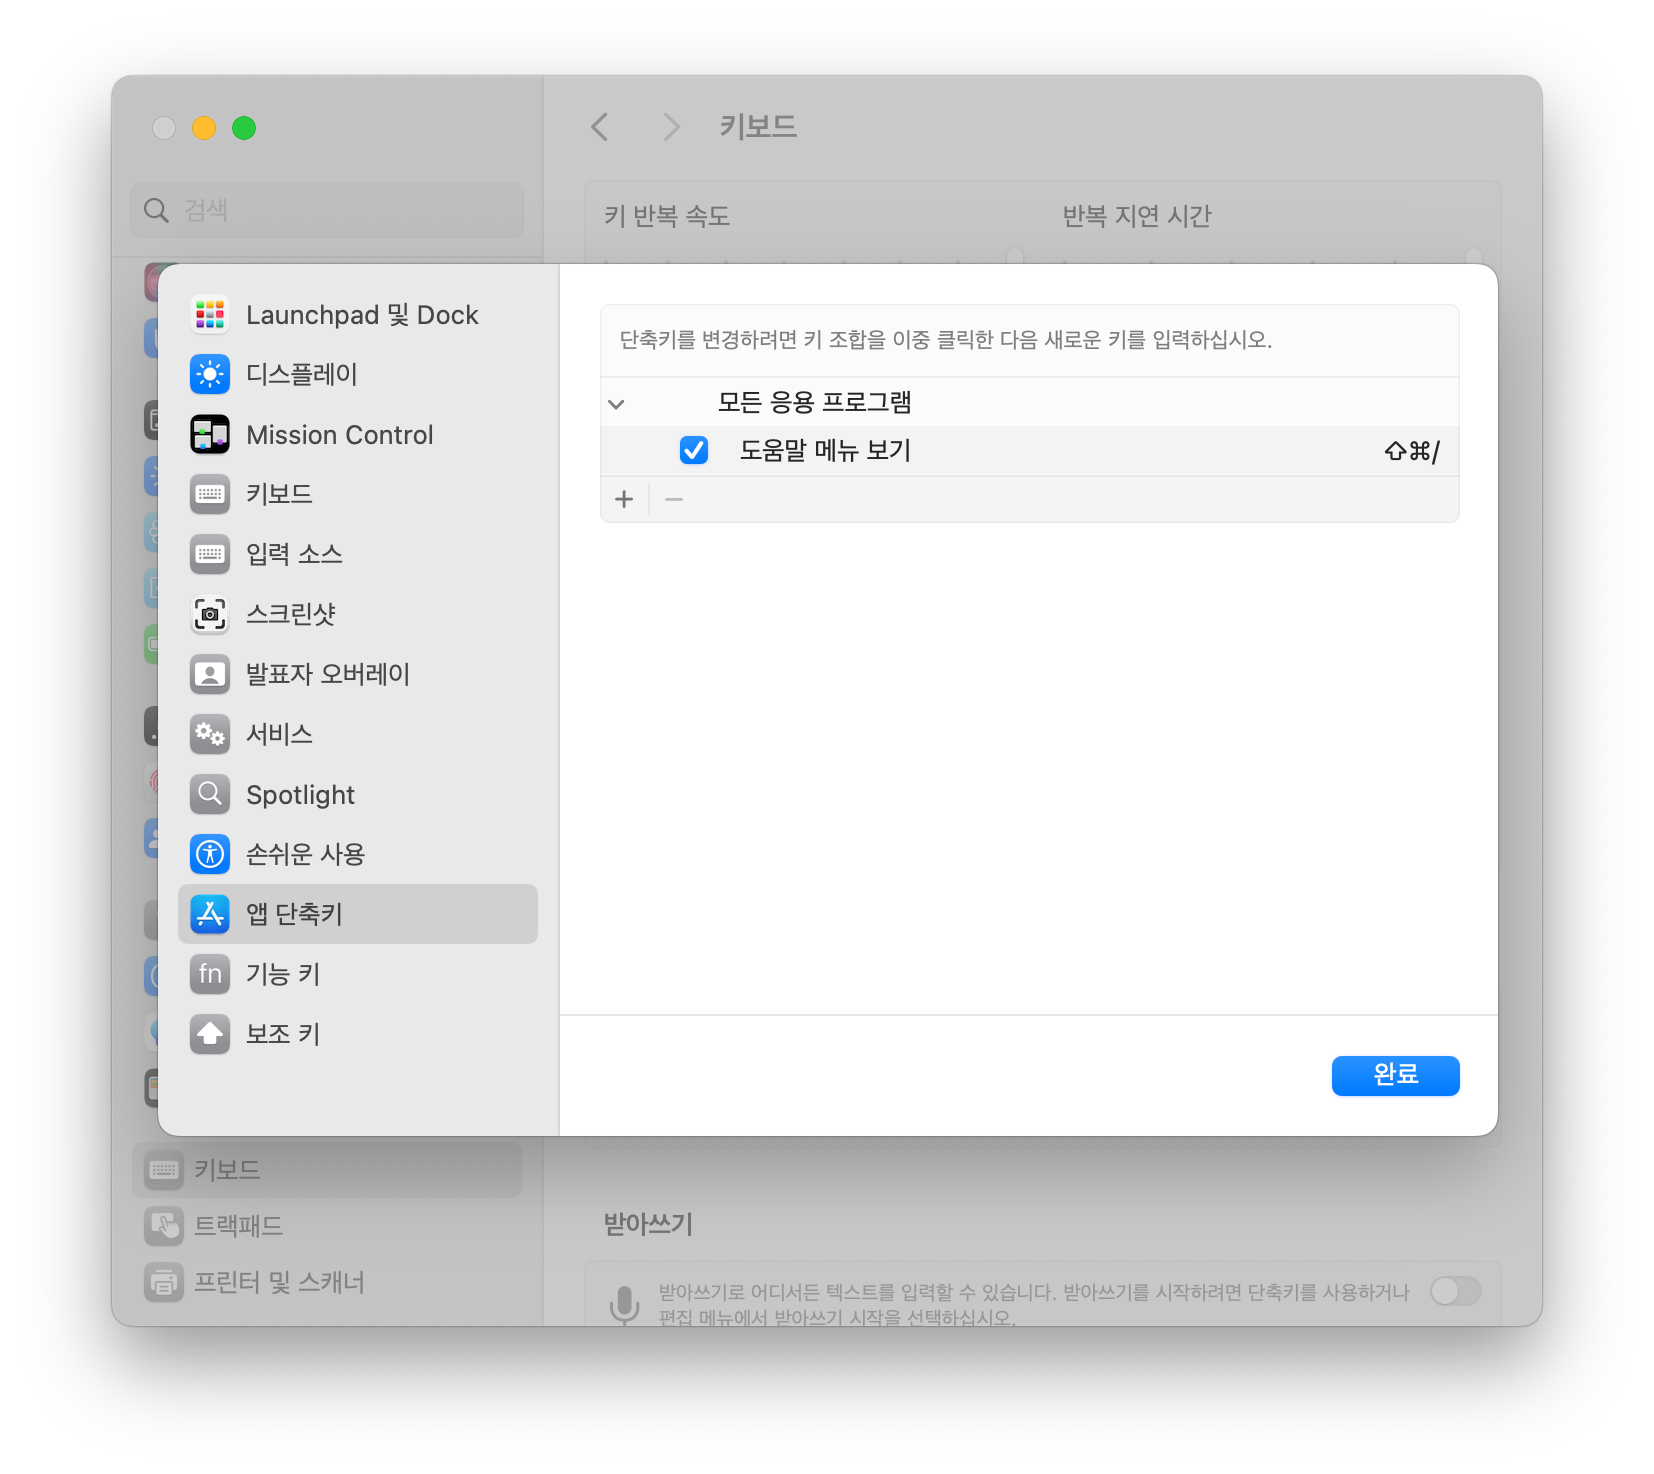 키보드
검색
키 반복 속도
반복 지연 시간
Launchpad 및 Dock
디스플레이
Mission Control
키보드
입력 소스
스크린샷
발표자 오버레이
서비스
Spotlight
손쉬운 사용
앱 단축키
fn 기능 키
보조 키
단축키를 변경하려면 키 조합을 이중 클릭한 다음 새로운 키를 입력하십시오.
모든 응용 프로그램
도움말 메뉴 보기 ⇧⌘/
완료
키보드
트랙패드
프린터 및 스캐너
받아쓰기
받아쓰기로 어디서든 텍스트를 입력할 수 있습니다. 받아쓰기를 시작하려면 단축키를 사용하거나
편집 메뉴에서 받아쓰기 시작을 선택하십시오.